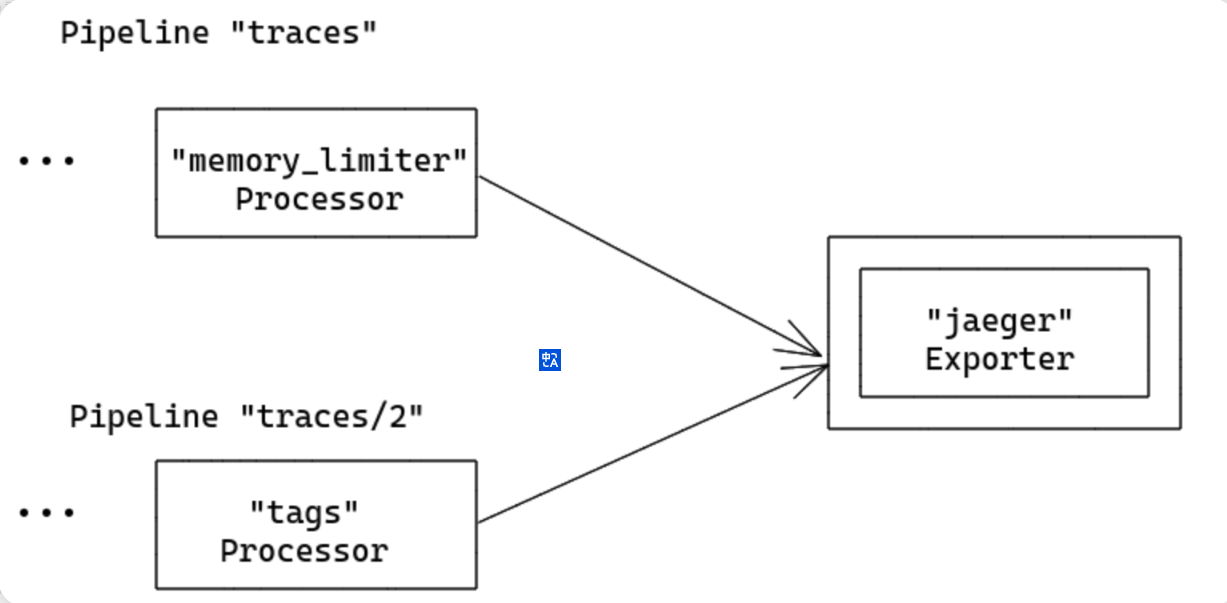 Pipeline "traces"
...
"memory_limiter"
Processor
"jaeger"
Exporter
Pipeline "traces/2"
...
"tags"
Processor